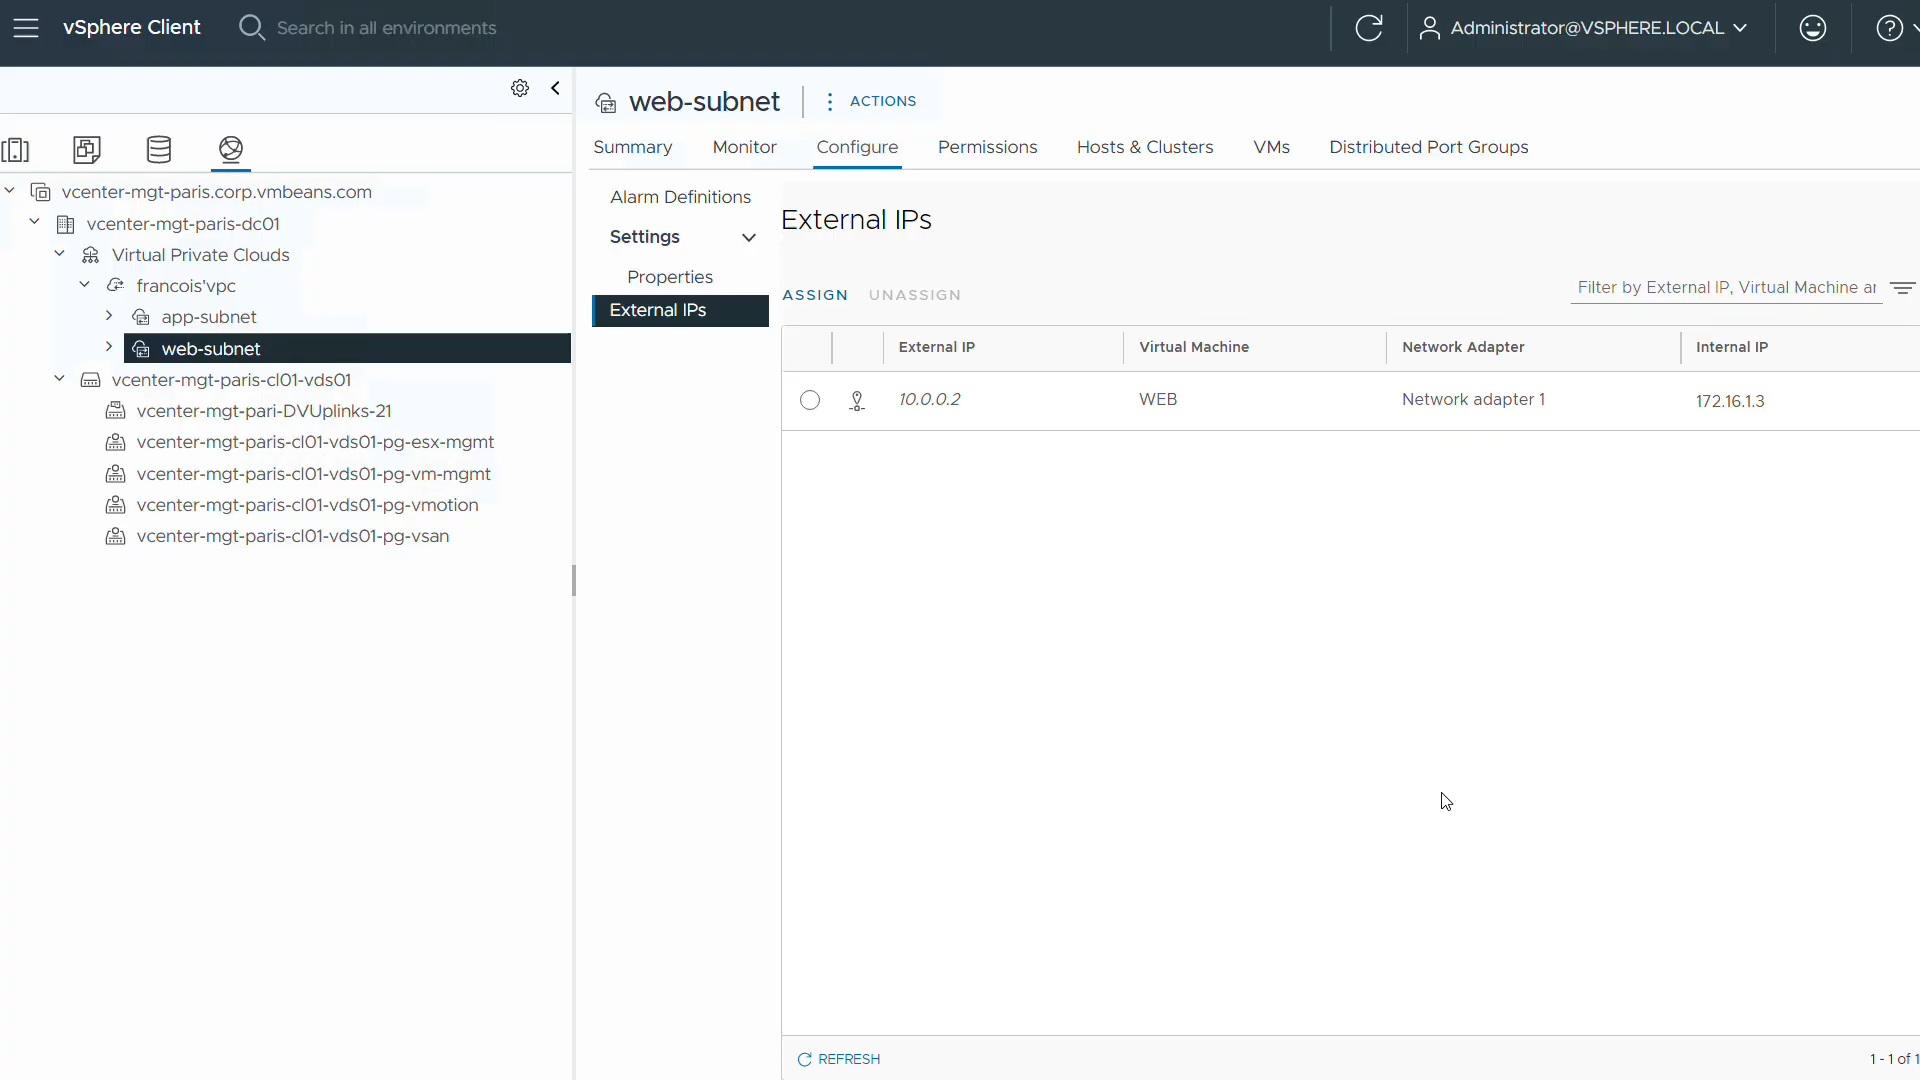 vSphere Client
Search in all environments
Administrator@VSPHERE.LOCAL
web-subnet
ACTIONS
Summary
Monitor
Configure
Permissions
Hosts & Clusters
VMs
Distributed Port Groups
vcenter-mgt-paris.corp.vmbeans.com
vcenter-mgt-paris-dc01
Virtual Private Clouds
francois'vpc
app-subnet
web-subnet
vcenter-mgt-paris-cl01-vds01
vcenter-mgt-pari-DVUplinks-21
vcenter-mgt-paris-cl01-vds01-pg-esx-mgmt
vcenter-mgt-paris-cl01-vds01-pg-vm-mgmt
vcenter-mgt-paris-cl01-vds01-pg-vmotion
vcenter-mgt-paris-cl01-vds01-pg-vsan
Alarm Definitions
Settings
Properties
External IPs
External IPs
ASSIGN
UNASSIGN
Filter by External IP, Virtual Machine ar
External IP
Virtual Machine
Network Adapter
Internal IP
10.0.0.2
WEB
Network adapter 1
172.16.1.3
REFRESH
1 - 1 of 1